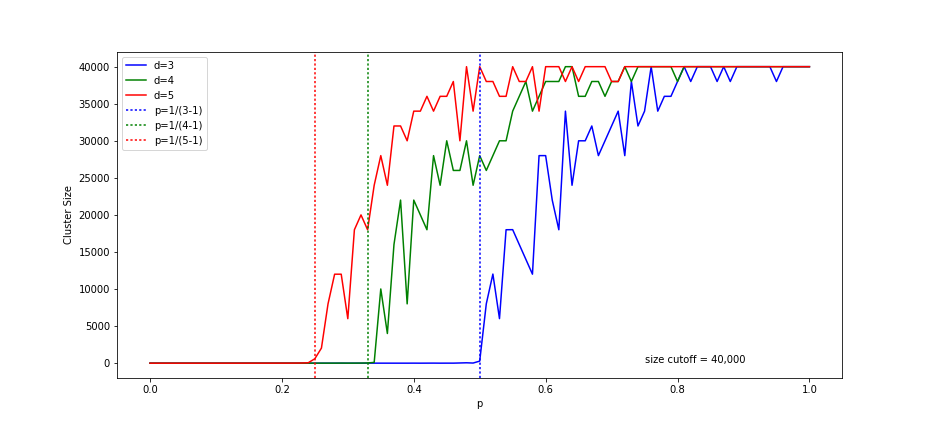 d=3
d=4
d=5
p=1/(3-1)
p=1/(4-1)
p=1/(5-1)
40000
35000
30000
25000
20000
15000
10000
5000
0
Cluster Size
size cutoff = 40,000
0.0 0.2 0.4 0.6 0.8 1.0
p